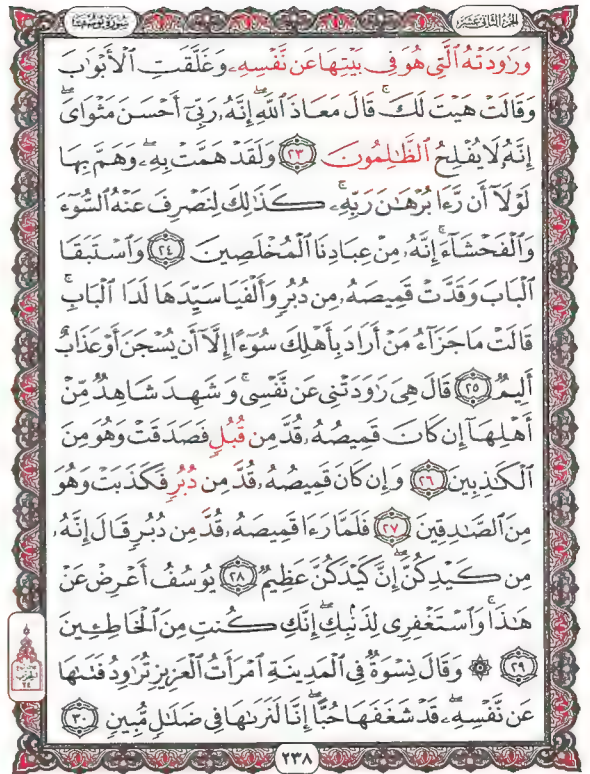 الجزء الثاني عشر
سورة يوسف
وَرَٰوَدَتْهُ ٱلَّتِى هُوَ فِى بَيْتِهَا عَن نَّفْسِهِۦ وَغَلَّقَتِ ٱلْأَبْوَٰبَ
وَقَالَتْ هَيْتَ لَكَ ۚ قَالَ مَعَاذَ ٱللَّهِ ۖ إِنَّهُۥ رَبِّىٓ أَحْسَنَ مَثْوَاىَ ۖ
إِنَّهُۥ لَا يُفْلِحُ ٱلظَّٰلِمُونَ ﴿٢٣﴾ وَلَقَدْ هَمَّتْ بِهِۦ ۖ وَهَمَّ بِهَا
لَوْلَآ أَن رَّءَا بُرْهَٰنَ رَبِّهِۦ ۚ كَذَٰلِكَ لِنَصْرِفَ عَنْهُ ٱلسُّوٓءَ
وَٱلْفَحْشَآءَ ۚ إِنَّهُۥ مِنْ عِبَادِنَا ٱلْمُخْلَصِينَ ﴿٢٤﴾ وَٱسْتَبَقَا
ٱلْبَابَ وَقَدَّتْ قَمِيصَهُۥ مِن دُبُرٍ وَأَلْفَيَا سَيِّدَهَا لَدَا ٱلْبَابِ ۚ
قَالَتْ مَا جَزَآءُ مَنْ أَرَادَ بِأَهْلِكَ سُوٓءًا إِلَّآ أَن يُسْجَنَ أَوْ عَذَابٌ
أَلِيمٌ ﴿٢٥﴾ قَالَ هِىَ رَٰوَدَتْنِى عَن نَّفْسِى ۚ وَشَهِدَ شَاهِدٌ مِّنْ
أَهْلِهَآ إِن كَانَ قَمِيصُهُۥ قُدَّ مِن قُبُلٍ فَصَدَقَتْ وَهُوَ مِنَ
ٱلْكَٰذِبِينَ ﴿٢٦﴾ وَإِن كَانَ قَمِيصُهُۥ قُدَّ مِن دُبُرٍ فَكَذَبَتْ وَهُوَ
مِنَ ٱلصَّٰدِقِينَ ﴿٢٧﴾ فَلَمَّا رَءَا قَمِيصَهُۥ قُدَّ مِن دُبُرٍ قَالَ إِنَّهُۥ
مِن كَيْدِكُنَّ ۖ إِنَّ كَيْدَكُنَّ عَظِيمٌ ﴿٢٨﴾ يُوسُفُ أَعْرِضْ عَنْ
هَٰذَا ۚ وَٱسْتَغْفِرِى لِذَنۢبِكِ ۖ إِنَّكِ كُنتِ مِنَ ٱلْخَاطِـِٔينَ
﴿٢٩﴾ ۞ وَقَالَ نِسْوَةٌ فِى ٱلْمَدِينَةِ ٱمْرَأَتُ ٱلْعَزِيزِ تُرَٰوِدُ فَتَىٰهَا
عَن نَّفْسِهِۦ ۖ قَدْ شَغَفَهَا حُبًّا ۖ إِنَّا لَنَرَىٰهَا فِى ضَلَٰلٍ مُّبِينٍ ﴿٣٠﴾
الحزب
٢٤
٢٣٨